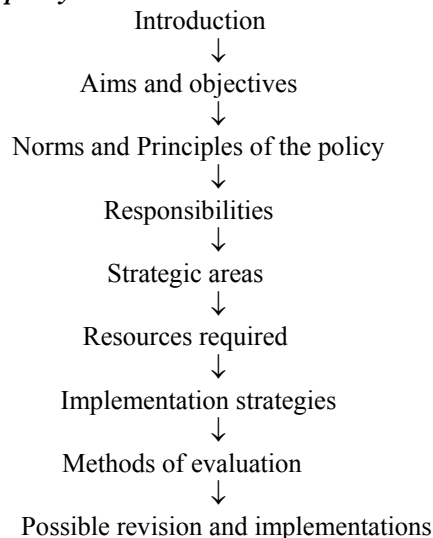 Introduction
↓
Aims and objectives
↓
Norms and Principles of the policy
↓
Responsibilities
↓
Strategic areas
↓
Resources required
↓
Implementation strategies
↓
Methods of evaluation
↓
Possible revision and implementations